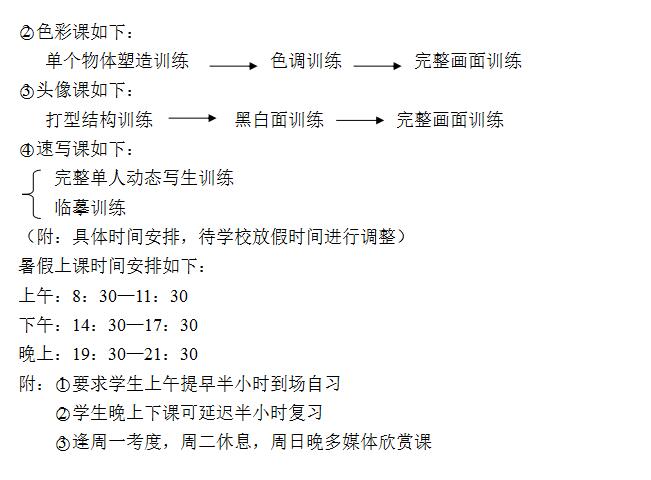 ②色彩课如下：
单个物体塑造训练 → 色调训练 → 完整画面训练
③头像课如下：
打型结构训练 → 黑白面训练 → 完整画面训练
④速写课如下：
完整单人动态写生训练
临摹训练
（附：具体时间安排，待学校放假时间进行调整）
暑假上课时间安排如下：
上午：8：30—11：30
下午：14：30—17：30
晚上：19：30—21：30
附：①要求学生上午提早半小时到场自习
②学生晚上下课可延迟半小时复习
③逢周一考度，周二休息，周日晚多媒体欣赏课